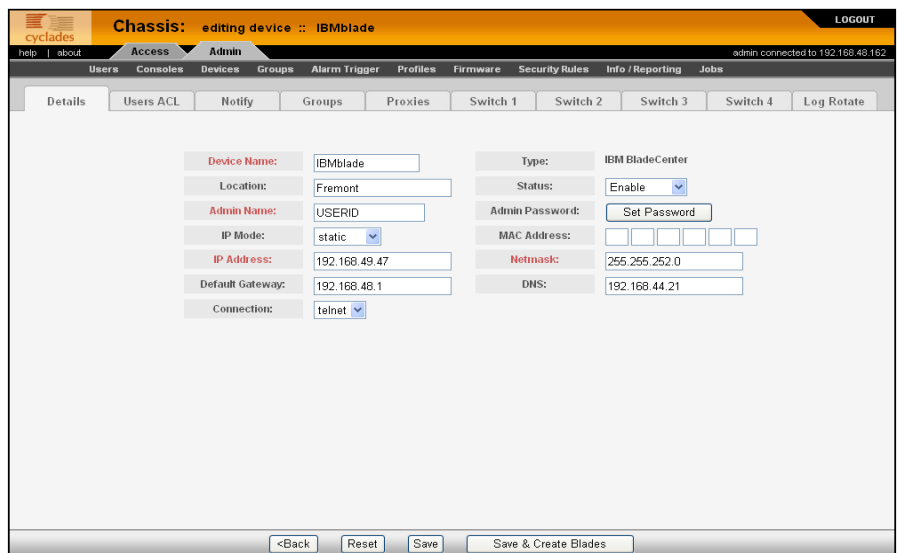 LOGOUT
cyclades
Chassis: editing device :: IBMblade
help | about
Access Admin
admin connected to 192.168.48.162
Users Consoles Devices Groups Alarm Trigger Profiles Firmware Security Rules Info / Reporting Jobs
Details Users ACL Notify Groups Proxies Switch 1 Switch 2 Switch 3 Switch 4 Log Rotate
Device Name: IBMblade Type: IBM BladeCenter
Location: Fremont Status: Enable
Admin Name: USERID Admin Password: Set Password
IP Mode: static MAC Address:
IP Address: 192.168.49.47 Netmask: 255.255.252.0
Default Gateway: 192.168.48.1 DNS: 192.168.44.21
Connection: telnet
<Back Reset Save Save & Create Blades